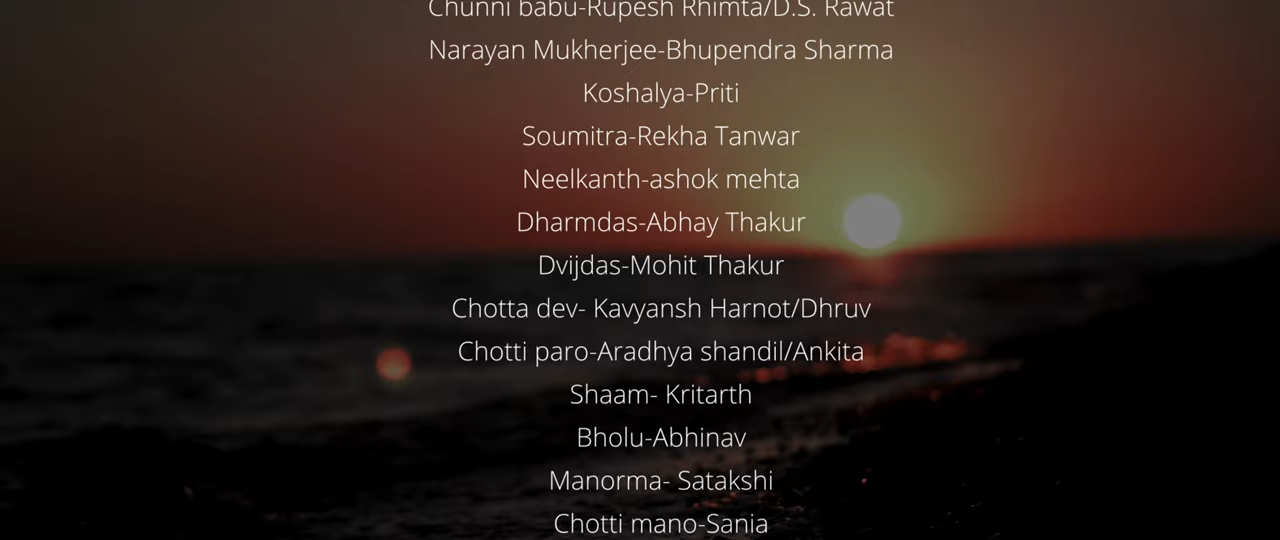 Chunni babu-Rupesh Rhimta/D.S. Rawat
Narayan Mukherjee-Bhupendra Sharma
Koshalya-Priti
Soumitra-Rekha Tanwar
Neelkanth-ashok mehta
Dharmdas-Abhay Thakur
Dvijdas-Mohit Thakur
Chotta dev- Kavyansh Harnot/Dhruv
Chotti paro-Aradhya shandil/Ankita
Shaam- Kritarth
Bholu-Abhinav
Manorma- Satakshi
Chotti mano-Sania